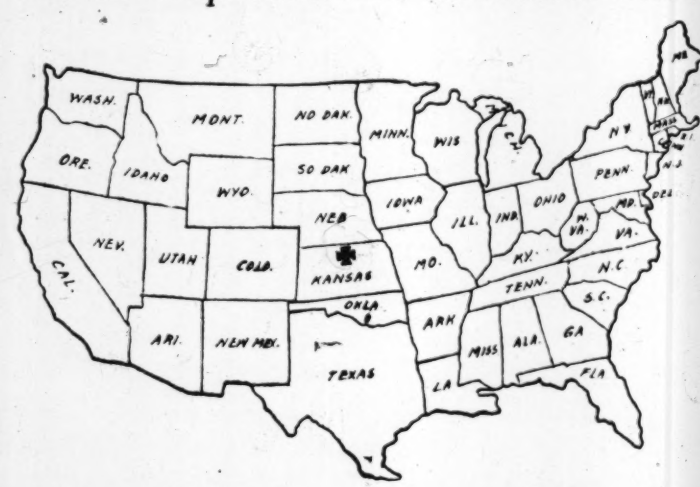 WASH.
MONT.
NO DAK.
MINN.
ME.
VT.
N.H.
MASS
R.I.
CONN
N.Y.
WIS
ORE.
IDAHO
WYO.
SO DAK
PENN.
N.J.
DEL
MD.
IOWA
OHIO
IND.
ILL.
NEB
W.
VA.
VA.
NEV.
UTAH
COLO.
KANSAS
MO.
KY.
CAL.
N.C.
TENN.
OKLA
S.C.
ARI.
NEW MEX.
ARK
MISS
ALA.
GA
TEXAS
LA
FLA